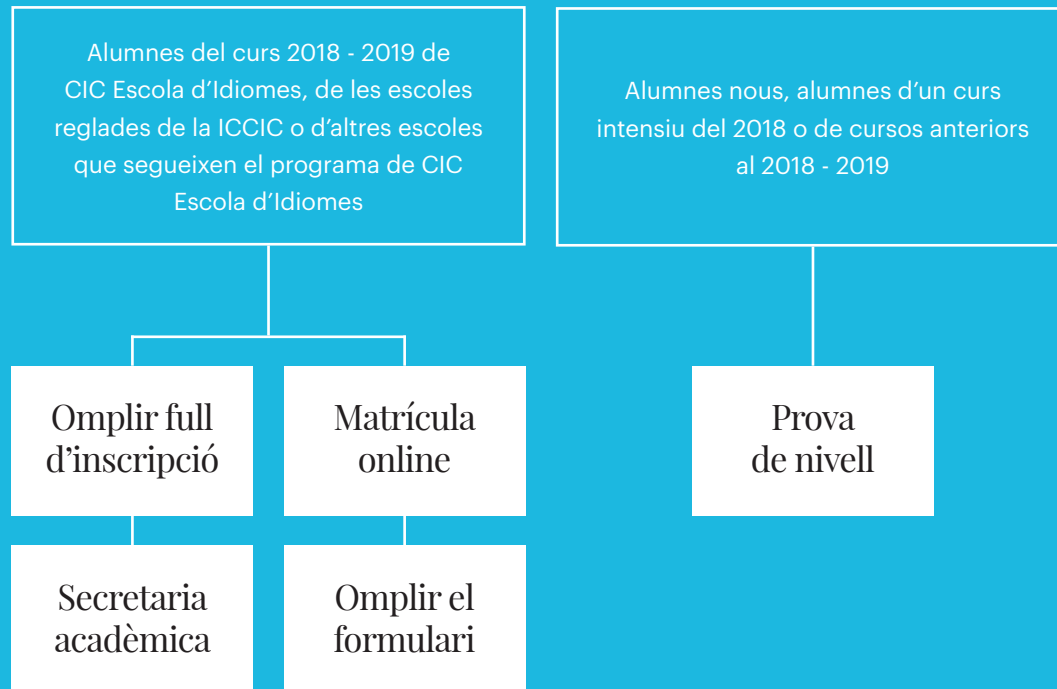 Alumnes del curs 2018 - 2019 de
CIC Escola d’Idiomes, de les escoles
reglades de la ICCIC o d’altres escoles
que segueixen el programa de CIC
Escola d’Idiomes
Alumnes nous, alumnes d’un curs
intensiu del 2018 o de cursos anteriors
al 2018 - 2019
Omplir full
d’inscripció
Matrícula
online
Prova
de nivell
Secretaria
acadèmica
Omplir el
formulari